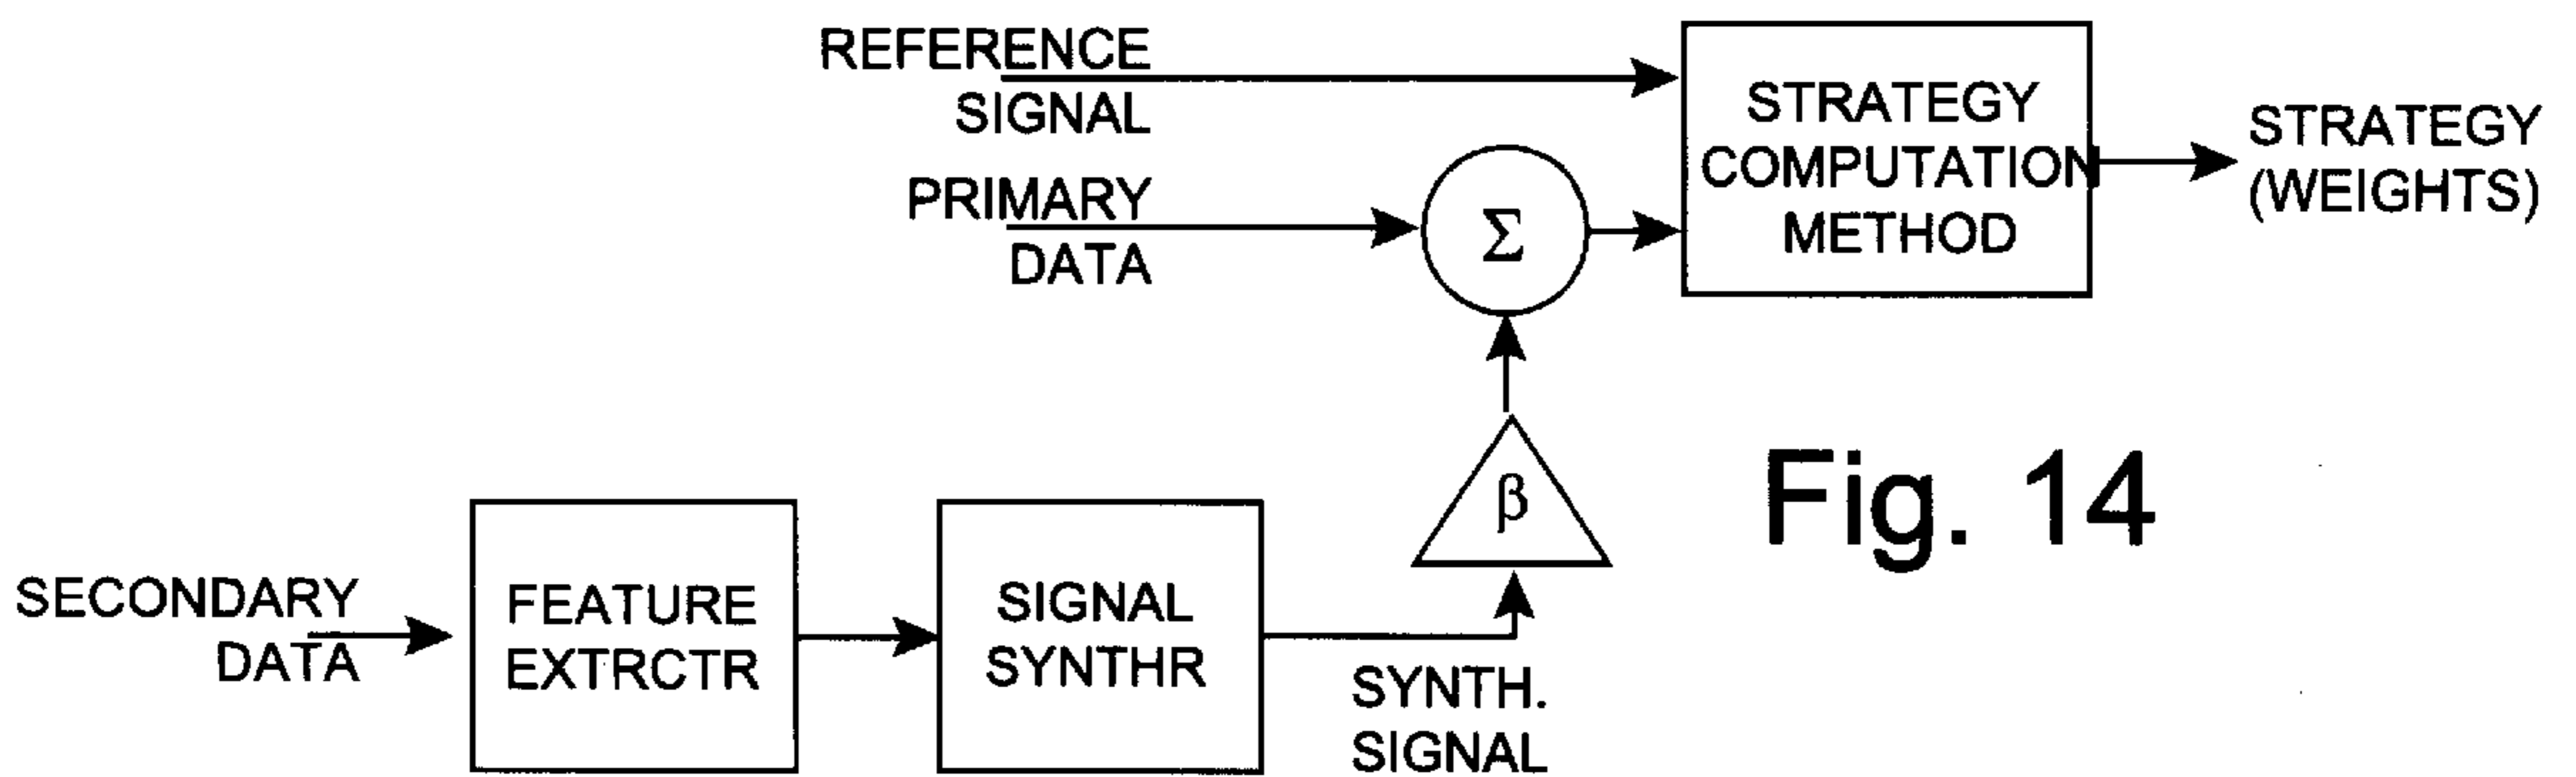 REFERENCE
SIGNAL
PRIMARY
DATA
Σ
STRATEGY
COMPUTATION
METHOD
STRATEGY
(WEIGHTS)
β
Fig. 14
SECONDARY
DATA
FEATURE
EXTRCTR
SIGNAL
SYNTHR
SYNTH.
SIGNAL